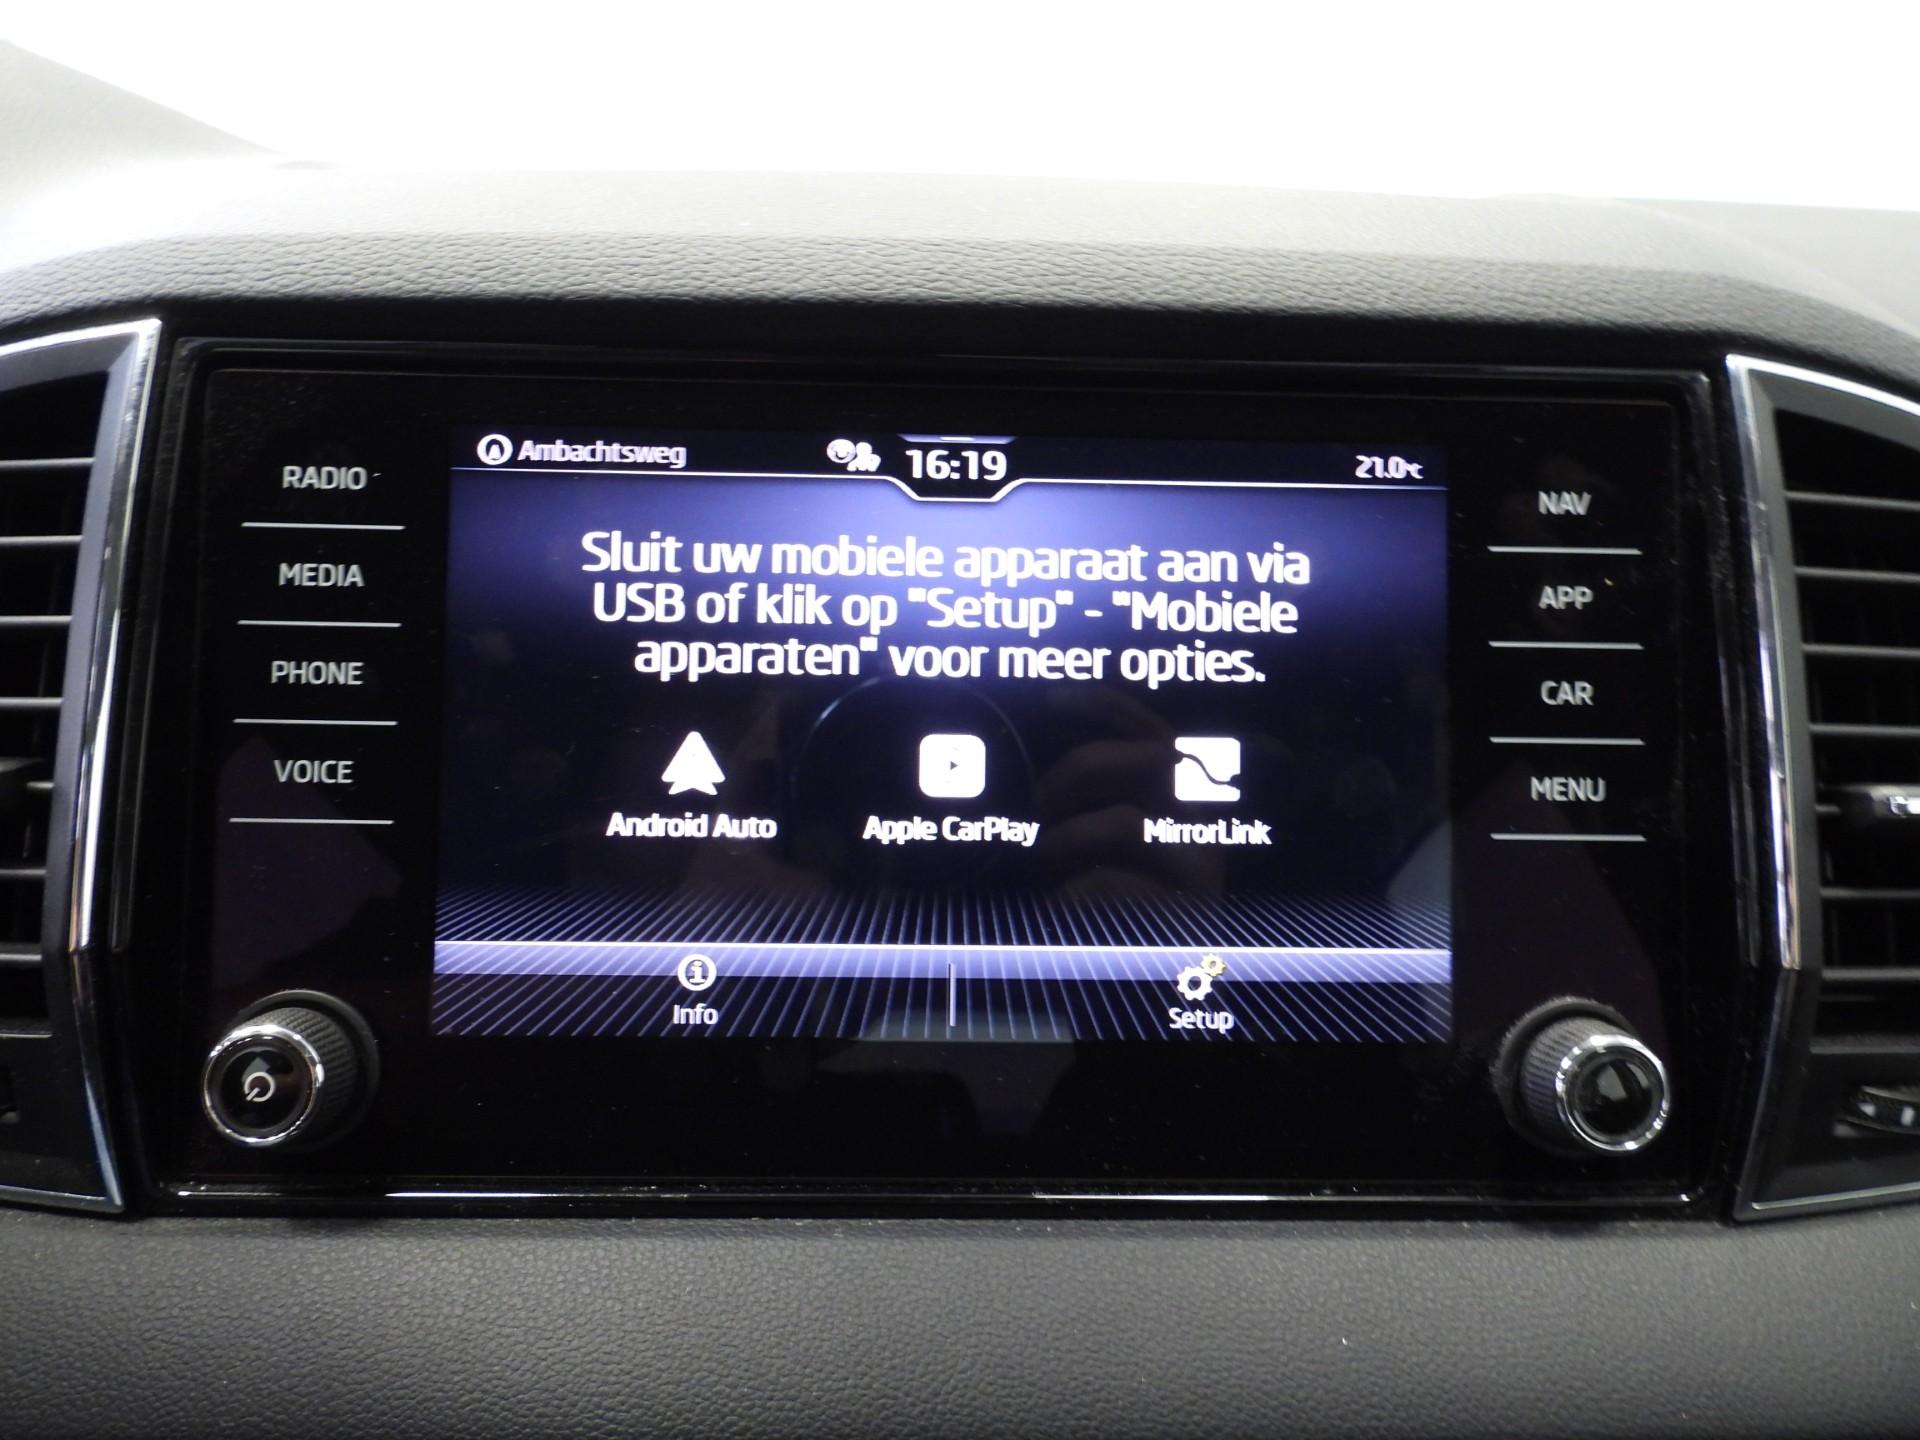 Ambachtsweg
16:19
21.0°C
RADIO
MEDIA
PHONE
VOICE
Sluit uw mobiele apparaat aan via
USB of klik op "Setup" - "Mobiele
apparaten" voor meer opties.
Android Auto
Apple CarPlay
MirrorLink
Info
Setup
NAV
APP
CAR
MENU